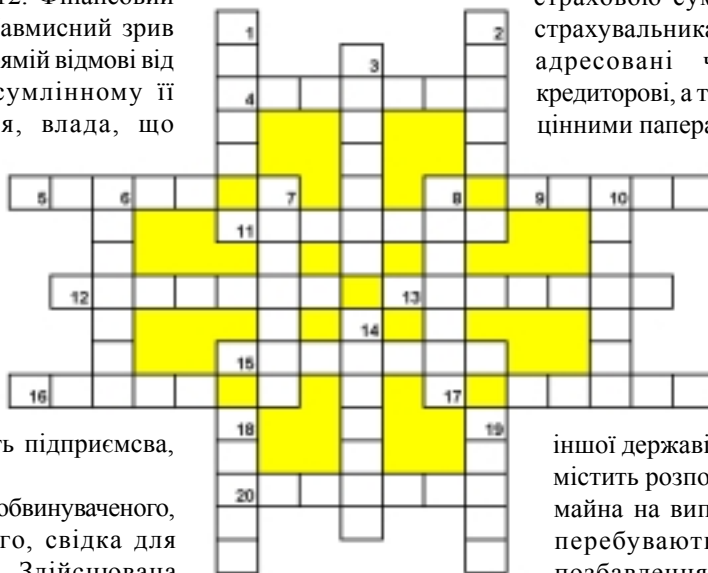 12. Фінансовий
авмисний зрив
ямій відмові від
сумлінному її
я, влада, що
страховою сум
страхувальника
адресовані ч
кредиторові, а т
цінними папера
1
2
3
4
5 6 7 8 9 10
11
12 13
14
15
16 17
18 19
20
ть підприємсва,
обвинуваченого,
го, свідка для
Здійснювана
іншої державі
містить розпо
майна на вип
перебувають
позбавлення